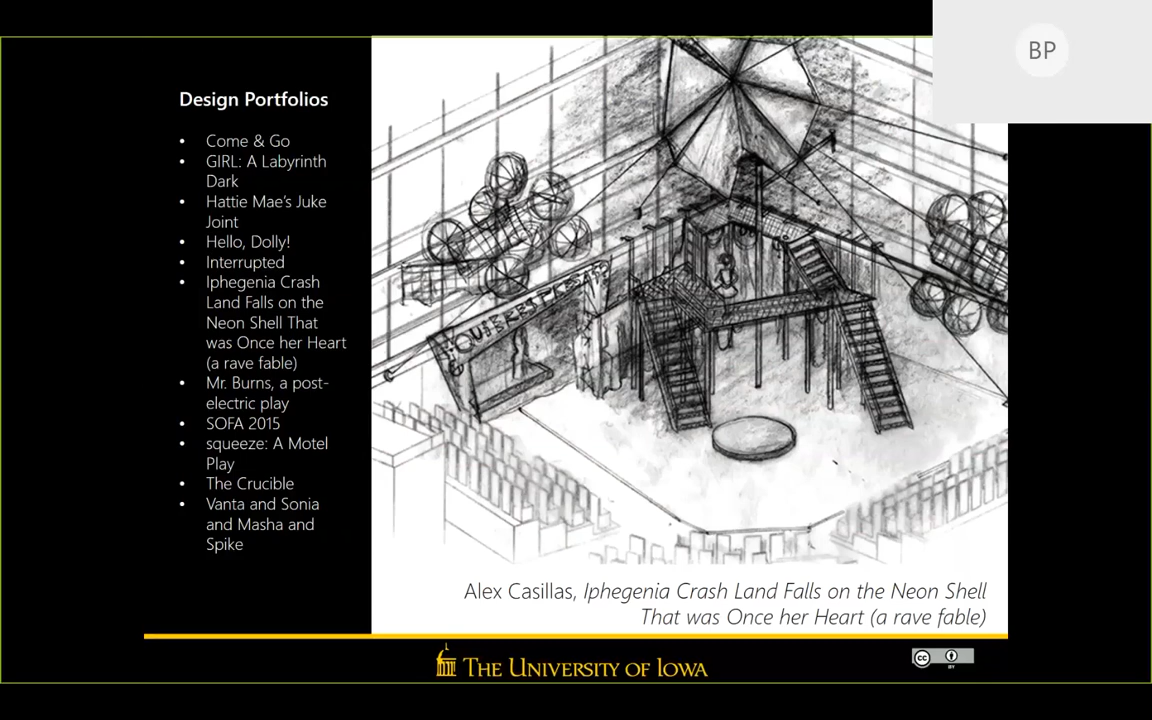 BP
Design Portfolios
• Come & Go
• GIRL: A Labyrinth
Dark
• Hattie Mae's Juke
Joint
• Hello, Dolly!
• Interrupted
• Iphegenia Crash
Land Falls on the
Neon Shell That
was Once her Heart
(a rave fable)
• Mr. Burns, a post-
electric play
• SOFA 2015
• squeeze: A Motel
Play
• The Crucible
• Vanta and Sonia
and Masha and
Spike
Alex Casillas, Iphegenia Crash Land Falls on the Neon Shell
That was Once her Heart (a rave fable)
THE UNIVERSITY OF IOWA
cc
BY